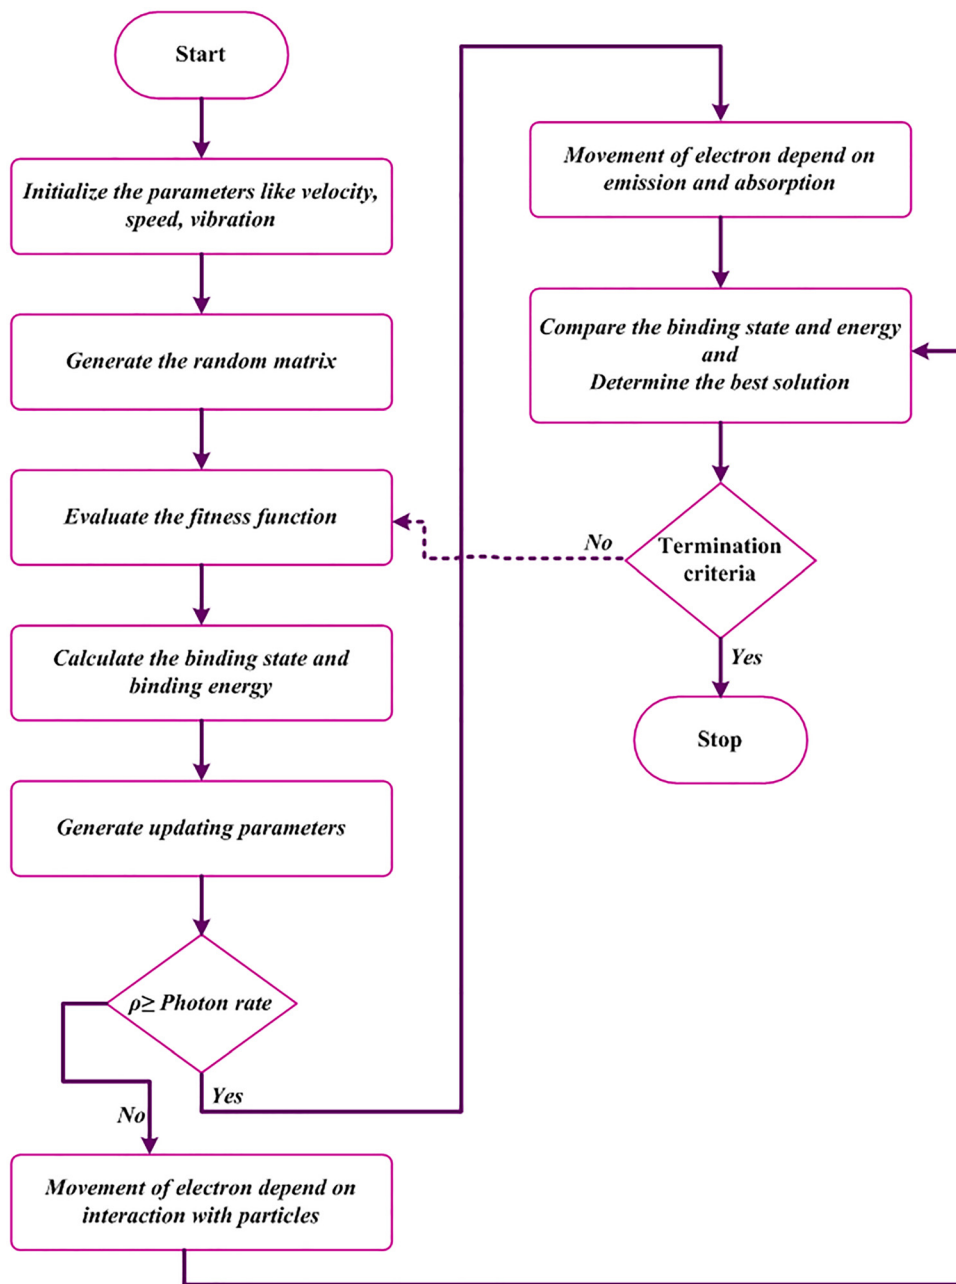 Start
Initialize the parameters like velocity,
speed, vibration
Generate the random matrix
Evaluate the fitness function
Calculate the binding state and
binding energy
Generate updating parameters
ρ≥ Photon rate
Yes
No
Movement of electron depend on
interaction with particles
Movement of electron depend on
emission and absorption
Compare the binding state and energy
and
Determine the best solution
No
Termination
criteria
Yes
Stop